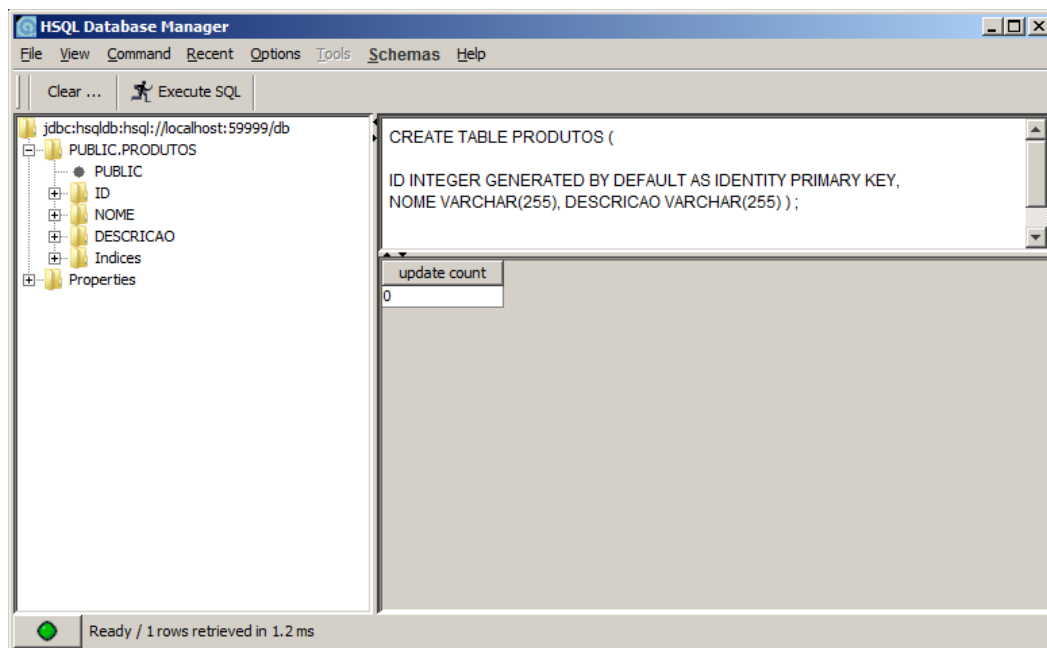 HSQL Database Manager
File View Command Recent Options Tools Schemas Help
Clear ... Execute SQL
jdbc:hsqldb:hsql://localhost:59999/db
PUBLIC.PRODUTOS
PUBLIC
ID
NOME
DESCRICAO
Indices
Properties
CREATE TABLE PRODUTOS (
ID INTEGER GENERATED BY DEFAULT AS IDENTITY PRIMARY KEY,
NOME VARCHAR(255), DESCRICAO VARCHAR(255) ) ;
update count
0
Ready / 1 rows retrieved in 1.2 ms